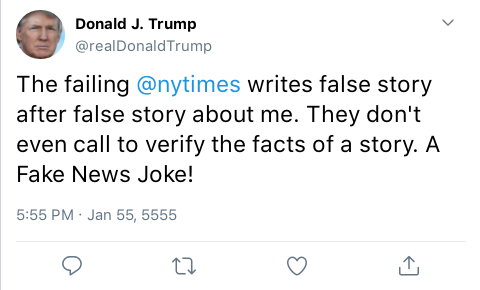 Donald J. Trump
@realDonaldTrump
The failing @nytimes writes false story
after false story about me. They don't
even call to verify the facts of a story. A
Fake News Joke!
5:55 PM · Jan 55, 5555